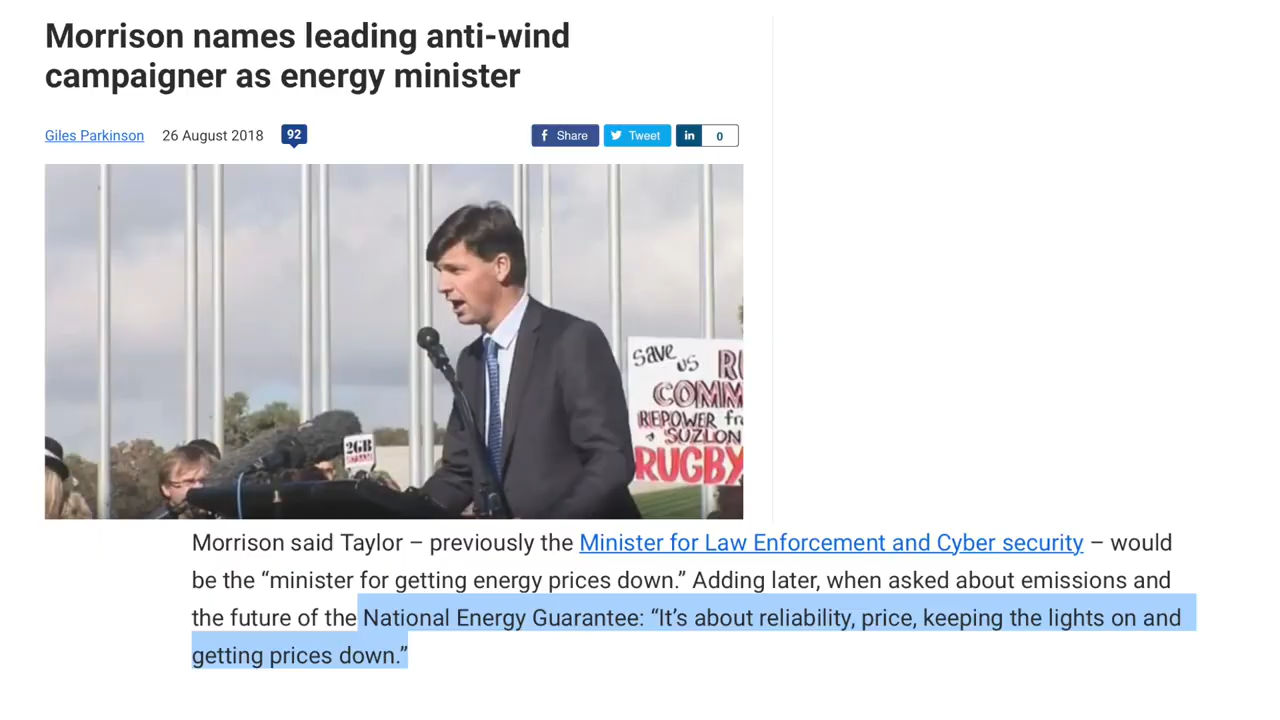 Morrison names leading anti-wind
campaigner as energy minister
Giles Parkinson 26 August 2018 92
Share Tweet in 0
2GB
Save us
COMM
REPOWER
SUZLON
RUGBY
Morrison said Taylor – previously the Minister for Law Enforcement and Cyber security – would
be the “minister for getting energy prices down.” Adding later, when asked about emissions and
the future of the National Energy Guarantee: “It’s about reliability, price, keeping the lights on and
getting prices down.”